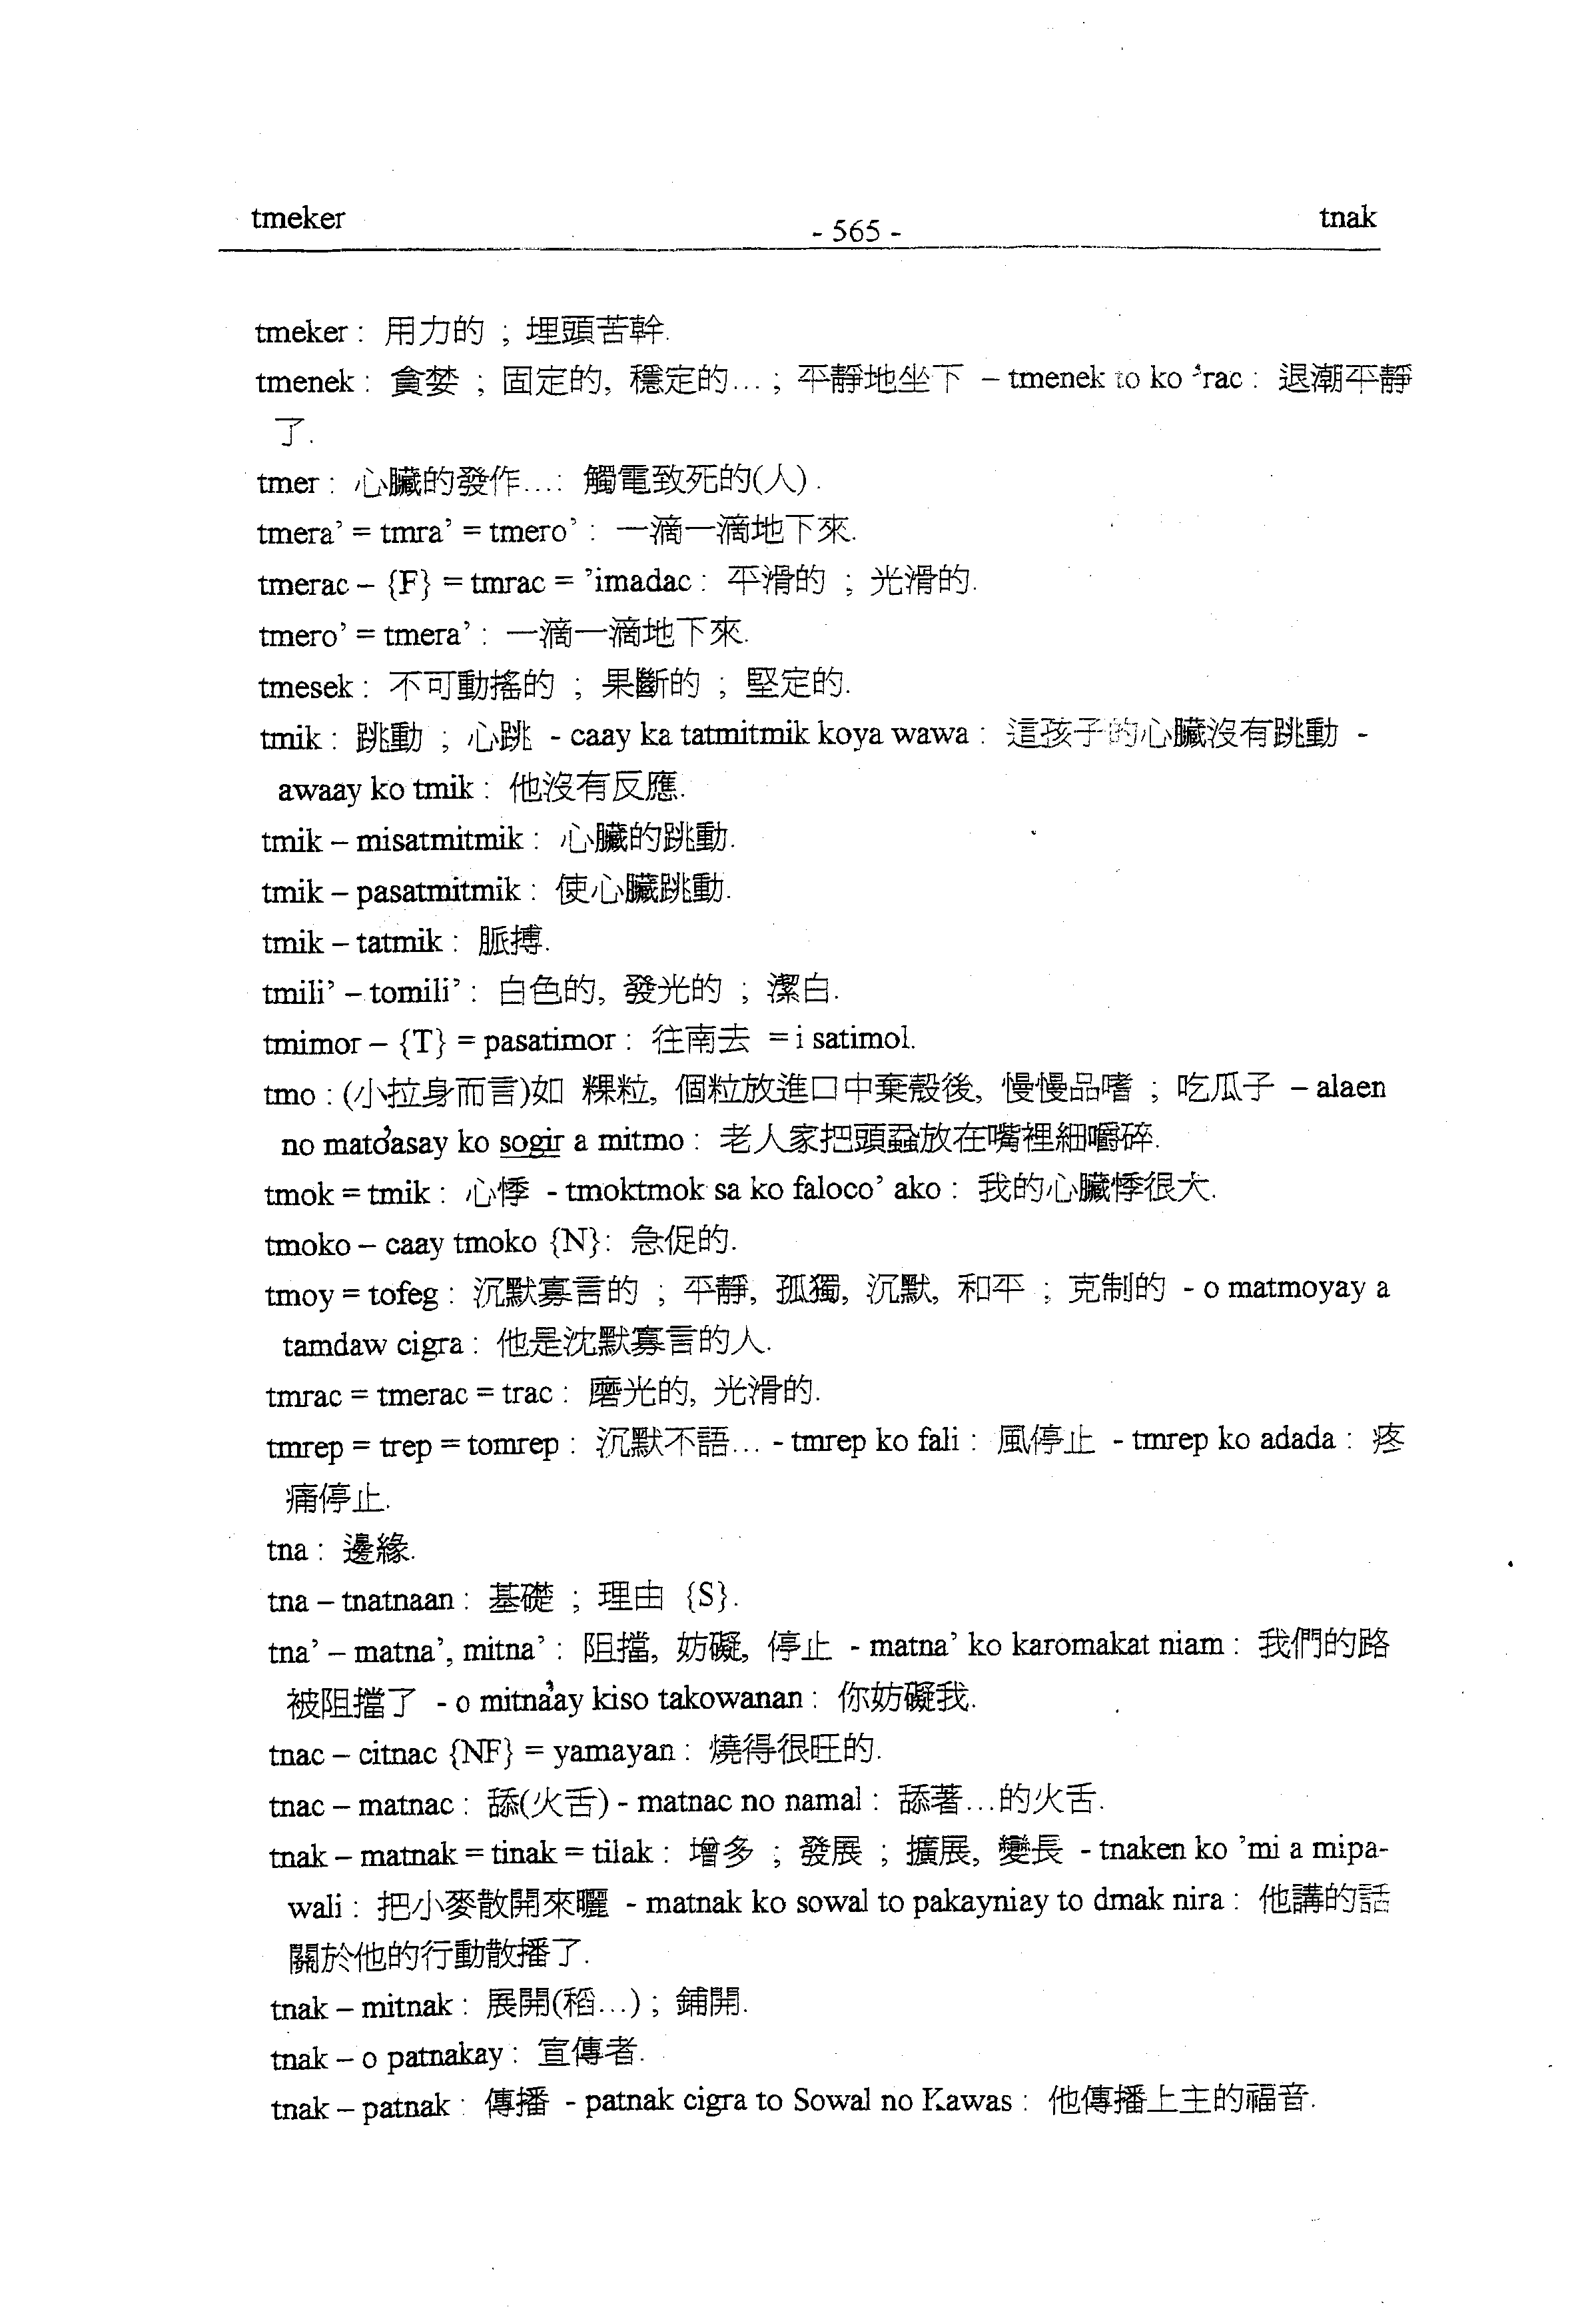 tmeker
- 565 -
tnak
tmeker : 用力的 ; 埋頭苦幹.
tmenek : 貪婪 ; 固定的, 穩定的... ; 平靜地坐下 – tmenek to ko ’rac : 退潮平靜
了.
tmer : 心臟的發作...: 觸電致死的(人) .
tmera’ = tmra’ = tmero’ : 一滴一滴地下來.
tmerac – {F} = tmrac = ’imadac : 平滑的 ; 光滑的.
tmero’ = tmera’ : 一滴一滴地下來.
tmesek : 不可動搖的 ; 果斷的 ; 堅定的.
tmik : 跳動 ; 心跳 - caay ka tatmitmik koya wawa : 這孩子的心臟沒有跳動 -
awaay ko tmik : 他沒有反應.
tmik – misatmitmik : 心臟的跳動.
tmik – pasatmitmik : 使心臟跳動.
tmik – tatmik : 脈搏.
tmili’ – tomili’ : 白色的, 發光的 ; 潔白.
tmimor – {T} = pasatimor : 往南去 = i satimol.
tmo : (小拉身而言)如 粿粒, 個粒放進口中棄殼後, 慢慢品嗜 ; 吃瓜子 – alaen
no mato’asay ko sogir a mitmo : 老人家把頭蝨放在嘴裡細嚼碎.
tmok = tmik : 心悸 - tmoktmok sa ko faloco’ ako : 我的心臟悸很大.
tmoko – caay tmoko {N}: 急促的.
tmoy = tofeg : 沉默寡言的 ; 平靜, 孤獨, 沉默, 和平 ; 克制的 - o matmoyay a
tamdaw cigra : 他是沈默寡言的人.
tmrac = tmerac = trac : 磨光的, 光滑的.
tmrep = trep = tomrep : 沉默不語... - tmrep ko fali : 風停止 - tmrep ko adada : 疼
痛停止.
tna : 邊緣.
tna – tnatnaan : 基礎 ; 理由 {S}.
tna’ – matna’, mitna’ : 阻擋, 妨礙, 停止 - matna’ ko karomakat niam : 我們的路
被阻擋了 - o mitna’ay kiso takowanan : 你妨礙我.
tnac – citnac {NF} = yamayan : 燒得很旺的.
tnac – matnac : 舔(火舌) - matnac no namal : 舔著...的火舌.
tnak – matnak = tinak = tilak : 增多 ; 發展 ; 擴展, 變長 - tnaken ko ’mi a mipa-
wali : 把小麥散開來曬 - matnak ko sowal to pakayniay to dmak nira : 他講的話
關於他的行動散播了.
tnak – mitnak : 展開(稻...) ; 鋪開.
tnak – o patnakay : 宣傳者.
tnak – patnak : 傳播 - patnak cigra to Sowal no Kawas : 他傳播上主的福音.